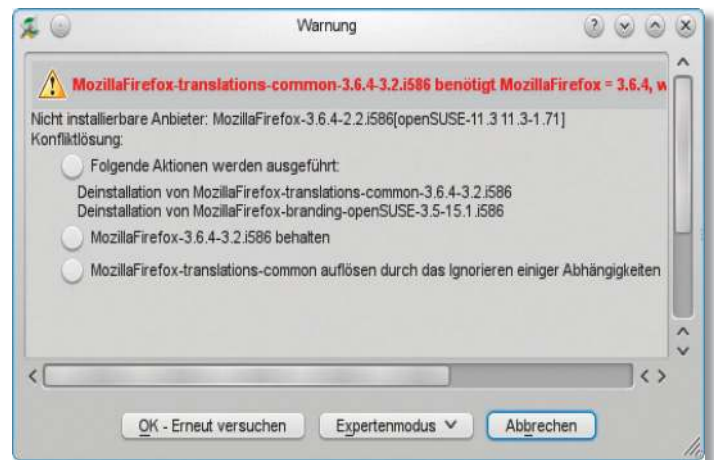 Warnung
MozillaFirefox-translations-common-3.6.4-3.2.i586 benötigt MozillaFirefox = 3.6.4, w
Nicht installierbare Anbieter: MozillaFirefox-3.6.4-2.2.i586[openSUSE-11.3 11.3-1.71]
Konfliktlösung:
Folgende Aktionen werden ausgeführt:
Deinstallation von MozillaFirefox-translations-common-3.6.4-3.2.i586
Deinstallation von MozillaFirefox-branding-openSUSE-3.5-15.1.i586
MozillaFirefox-3.6.4-3.2.i586 behalten
MozillaFirefox-translations-common auflösen durch das Ignorieren einiger Abhängigkeiten
OK - Erneut versuchen
Expertenmodus
Abbrechen